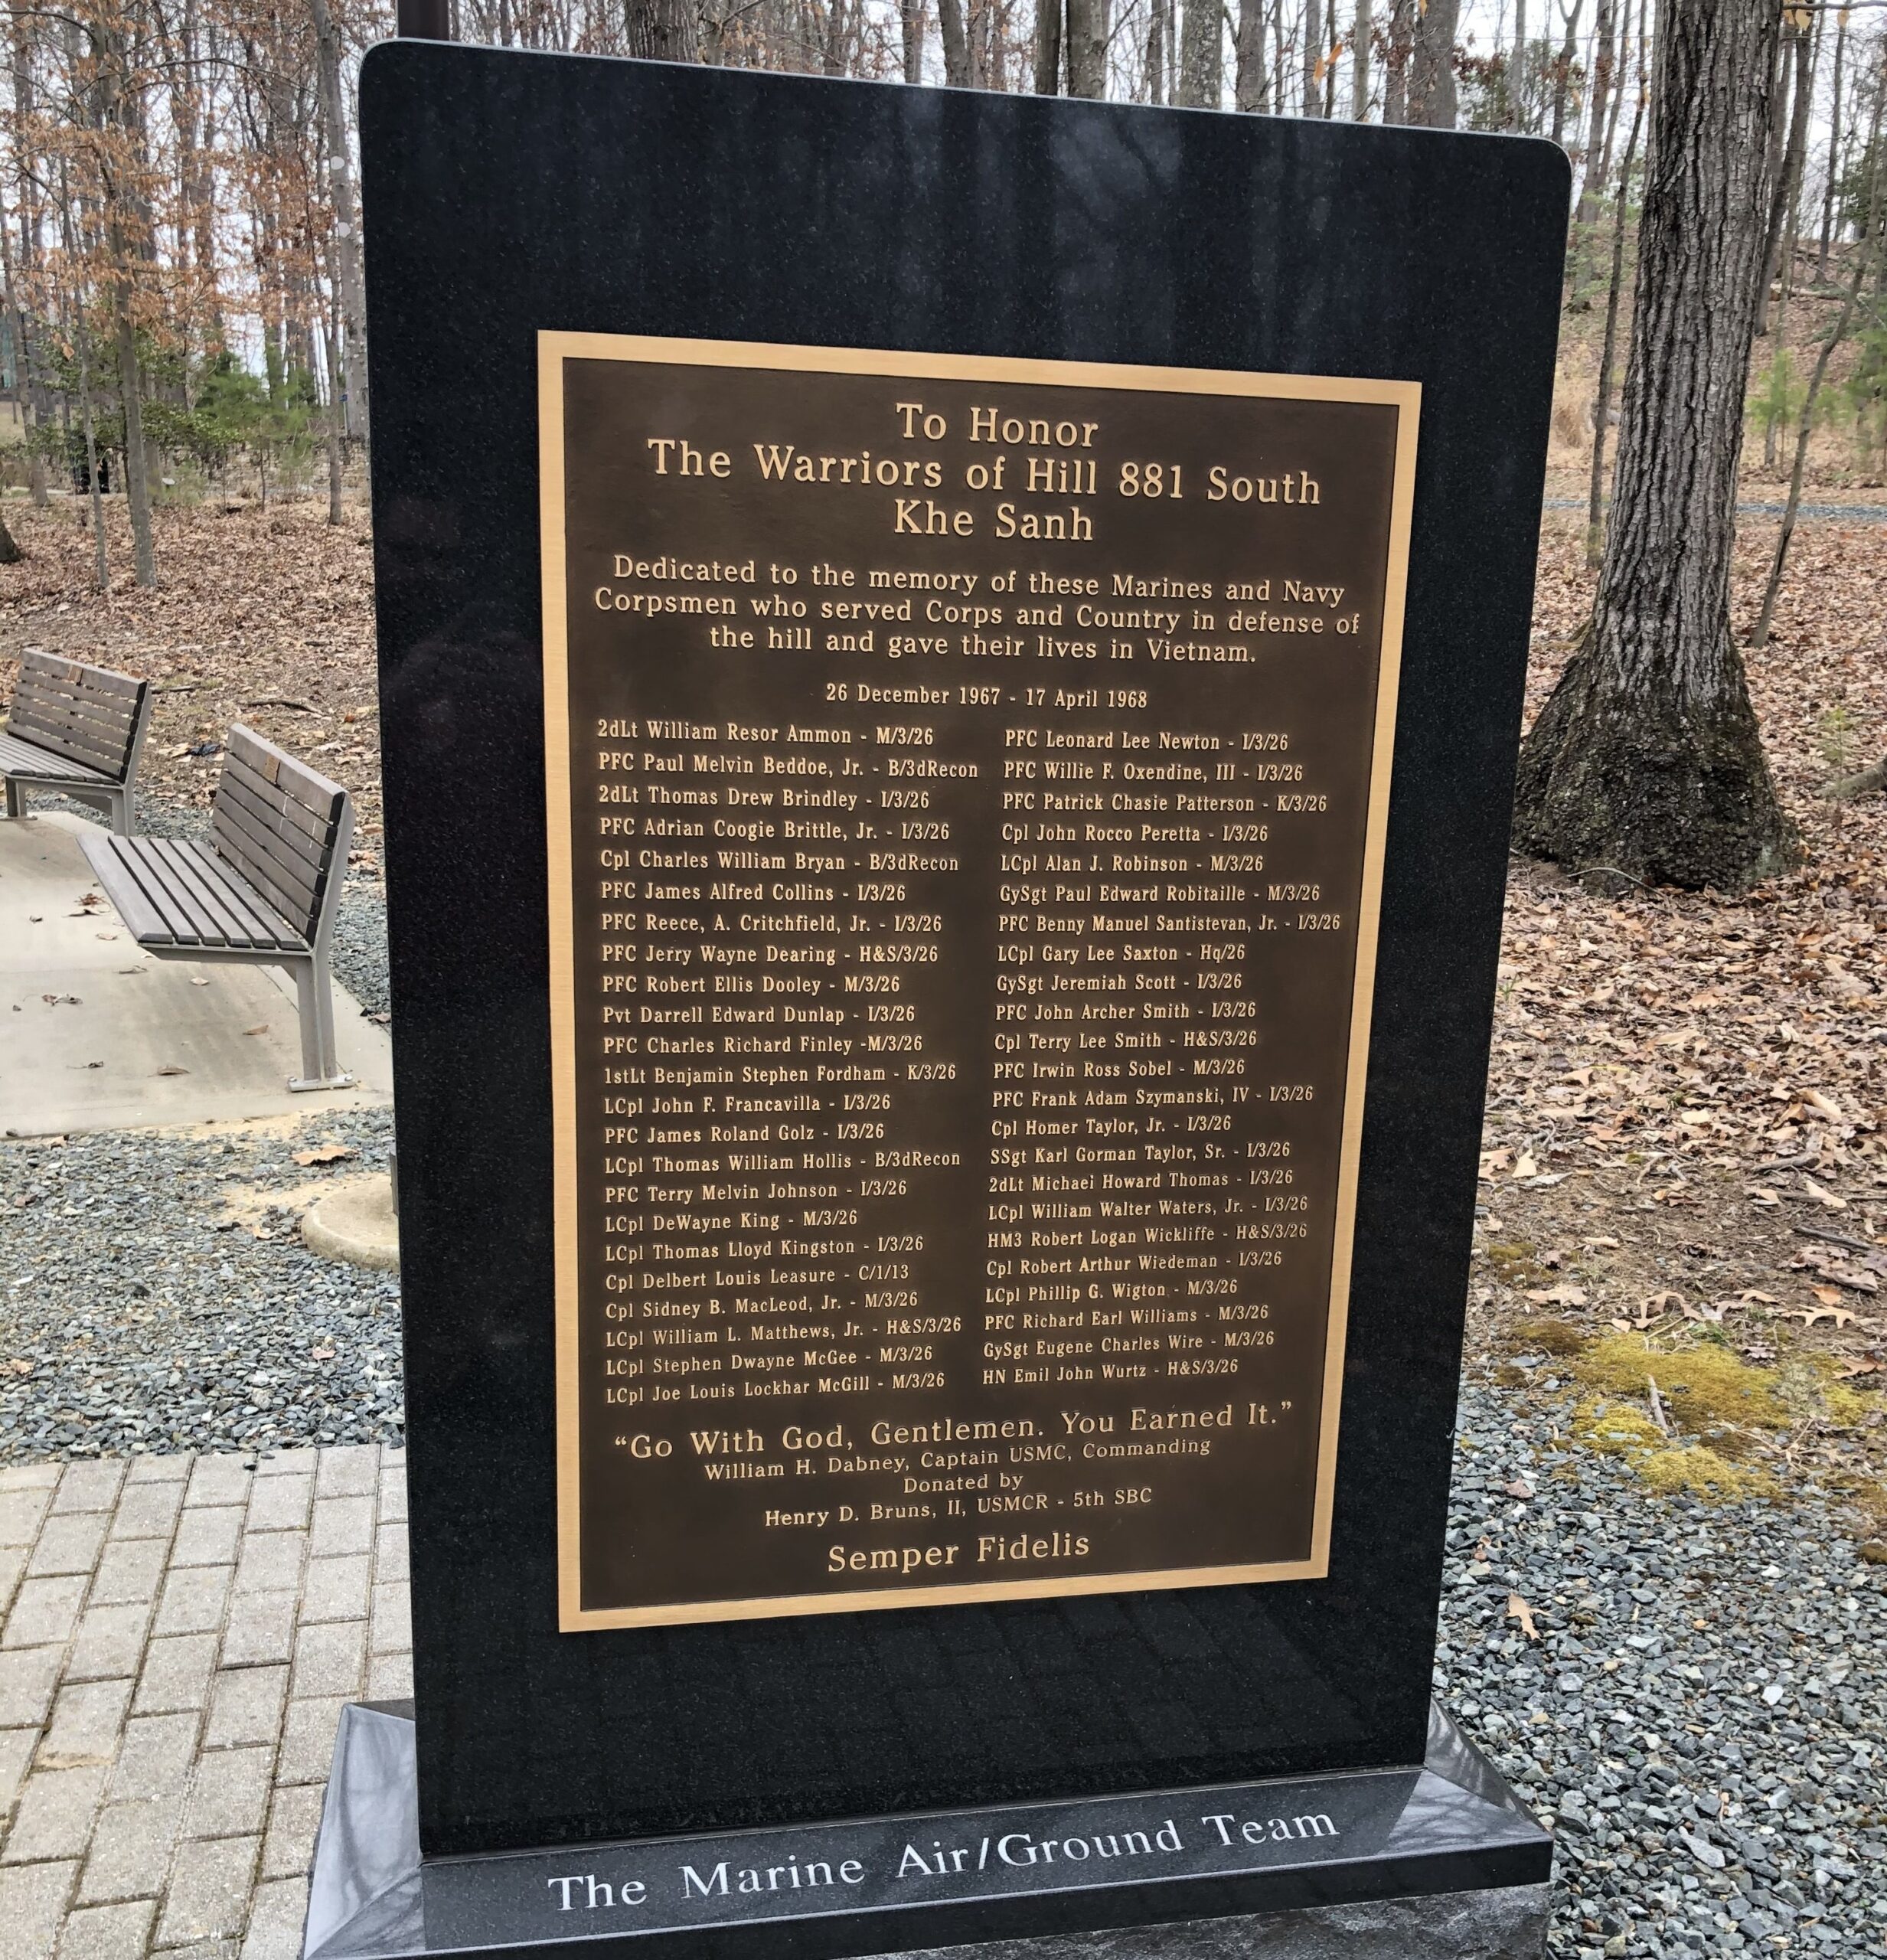 To Honor
The Warriors of Hill 881 South
Khe Sanh
Dedicated to the memory of these Marines and Navy
Corpsmen who served Corps and Country in defense of
the hill and gave their lives in Vietnam.
26 December 1967 - 17 April 1968
2dLt William Resor Ammon - M/3/26
PFC Paul Melvin Beddoe, Jr. - B/3dRecon
2dLt Thomas Drew Brindley - I/3/26
PFC Adrian Coogie Brittle, Jr. - I/3/26
Cpl Charles William Bryan - B/3dRecon
PFC James Alfred Collins - I/3/26
PFC Reece, A. Critchfield, Jr. - I/3/26
PFC Jerry Wayne Dearing - H&S/3/26
PFC Robert Ellis Dooley - M/3/26
Pvt Darrell Edward Dunlap - I/3/26
PFC Charles Richard Finley -M/3/26
1stLt Benjamin Stephen Fordham - K/3/26
LCpl John F. Francavilla - I/3/26
PFC James Roland Golz - I/3/26
LCpl Thomas William Hollis - B/3dRecon
PFC Terry Melvin Johnson - I/3/26
LCpl DeWayne King - M/3/26
LCpl Thomas Lloyd Kingston - I/3/26
Cpl Delbert Louis Leasure - C/1/13
Cpl Sidney B. MacLeod, Jr. - M/3/26
LCpl William L. Matthews, Jr. - H&S/3/26
LCpl Stephen Dwayne McGee - M/3/26
LCpl Joe Louis Lockhar McGill - M/3/26
PFC Leonard Lee Newton - I/3/26
PFC Willie F. Oxendine, III - I/3/26
PFC Patrick Chasie Patterson - K/3/26
Cpl John Rocco Peretta - I/3/26
LCpl Alan J. Robinson - M/3/26
GySgt Paul Edward Robitaille - M/3/26
PFC Benny Manuel Santistevan, Jr. - I/3/26
LCpl Gary Lee Saxton - Hq/26
GySgt Jeremiah Scott - I/3/26
PFC John Archer Smith - I/3/26
Cpl Terry Lee Smith - H&S/3/26
PFC Irwin Ross Sobel - M/3/26
PFC Frank Adam Szymanski, IV - I/3/26
Cpl Homer Taylor, Jr. - I/3/26
SSgt Karl Gorman Taylor, Sr. - I/3/26
2dLt Michael Howard Thomas - I/3/26
LCpl William Walter Waters, Jr. - I/3/26
HM3 Robert Logan Wickliffe - H&S/3/26
Cpl Robert Arthur Wiedeman - I/3/26
LCpl Phillip G. Wigton - M/3/26
PFC Richard Earl Williams - M/3/26
GySgt Eugene Charles Wire - M/3/26
HN Emil John Wurtz - H&S/3/26
“Go With God, Gentlemen. You Earned It.”
William H. Dabney, Captain USMC, Commanding
Donated by
Henry D. Bruns, II, USMCR - 5th SBC
Semper Fidelis
The Marine Air/Ground Team